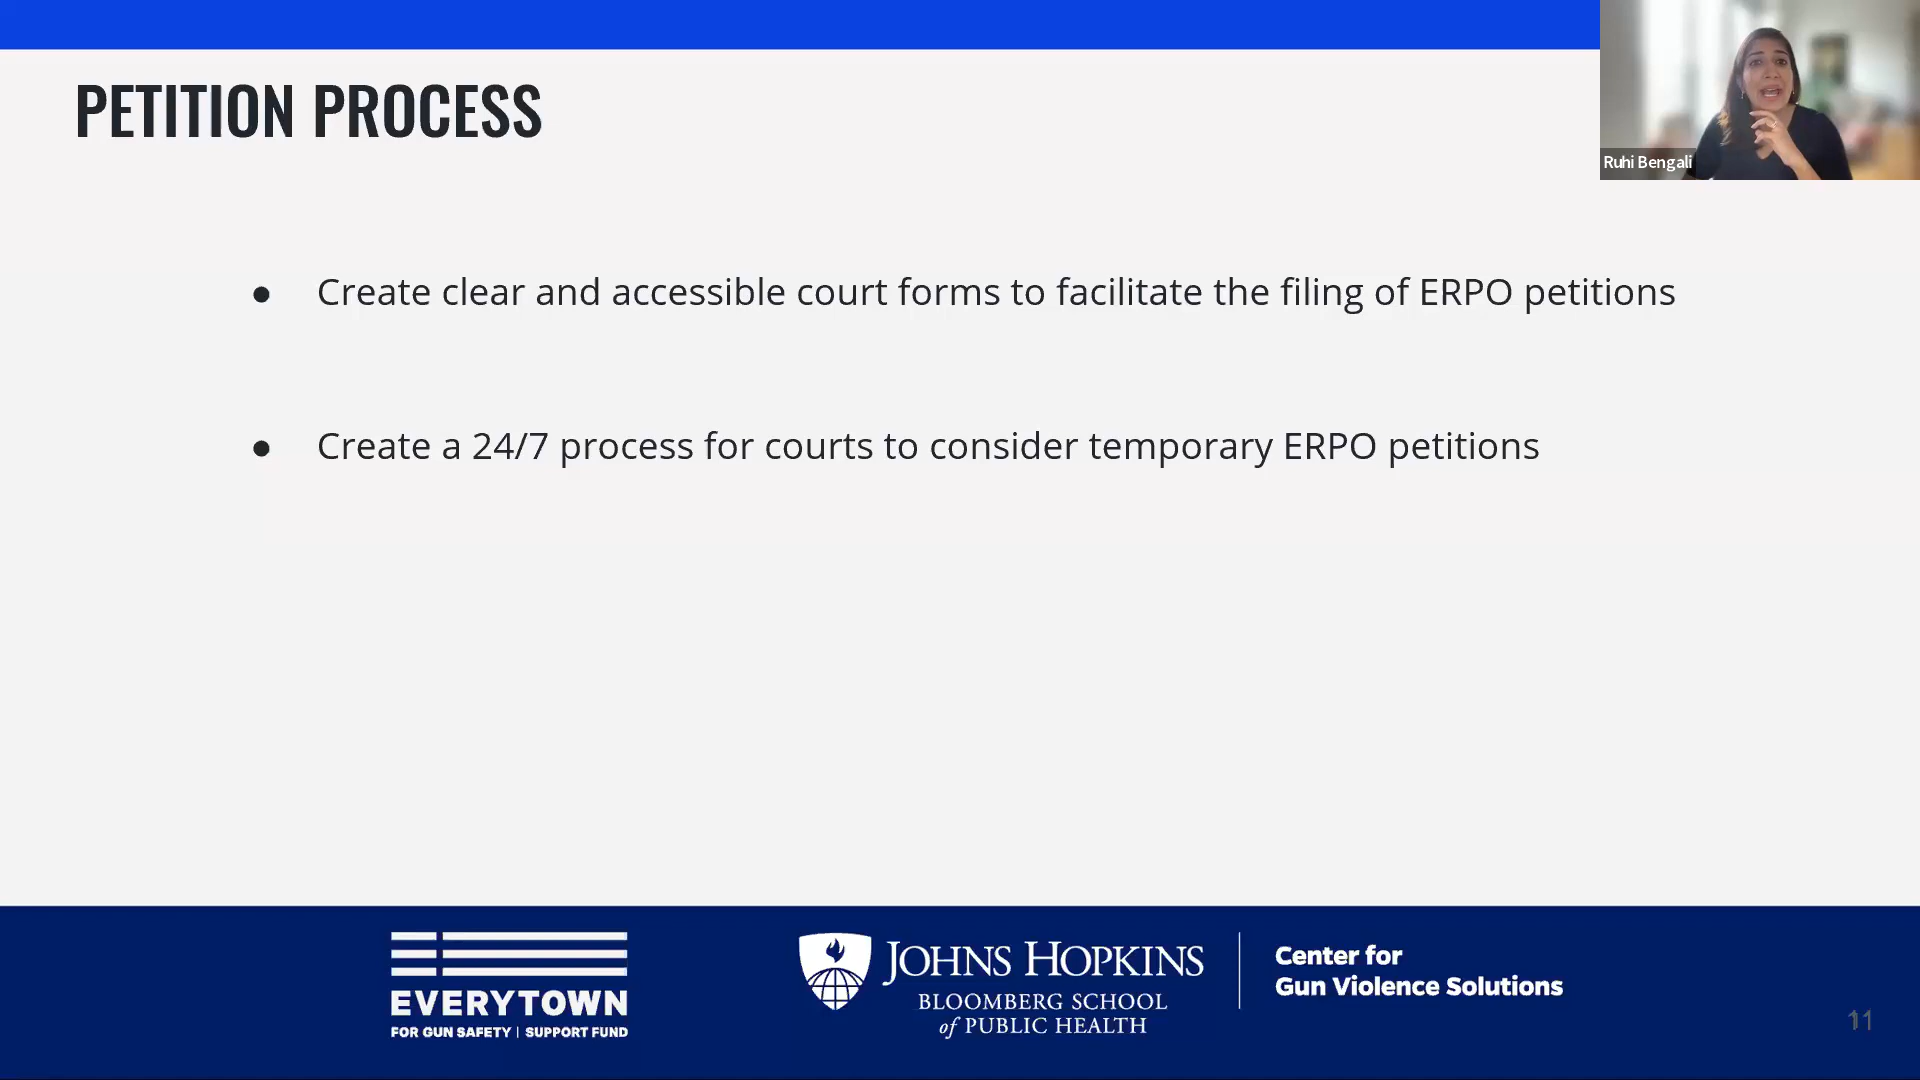 PETITION PROCESS
Ruhi Bengali
● Create clear and accessible court forms to facilitate the filing of ERPO petitions
● Create a 24/7 process for courts to consider temporary ERPO petitions
EVERYTOWN
FOR GUN SAFETY | SUPPORT FUND
JOHNS HOPKINS
BLOOMBERG SCHOOL
of PUBLIC HEALTH
Center for
Gun Violence Solutions
11